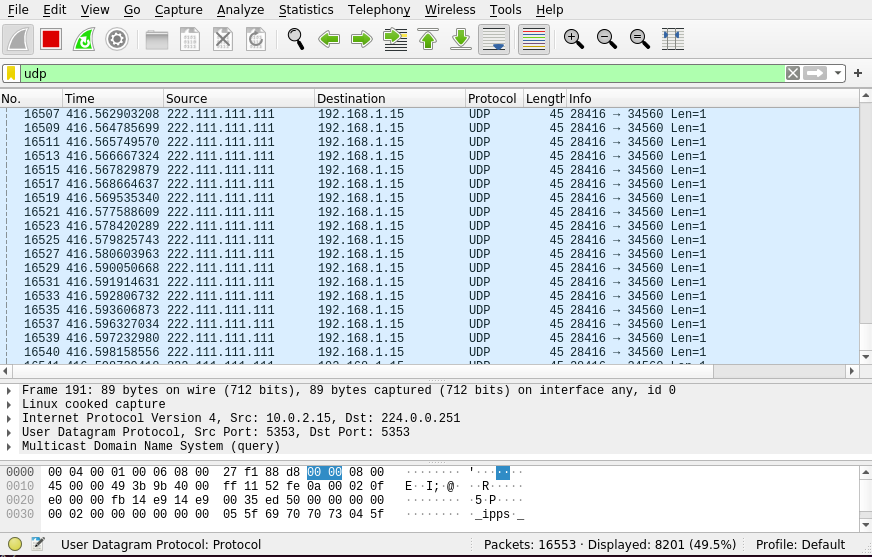 File Edit View Go Capture Analyze Statistics Telephony Wireless Tools Help
udp
No. Time Source Destination Protocol Length Info
16507 416.562903208 222.111.111.111 192.168.1.15 UDP 45 28416 → 34560 Len=1
16509 416.564785699 222.111.111.111 192.168.1.15 UDP 45 28416 → 34560 Len=1
16511 416.565749570 222.111.111.111 192.168.1.15 UDP 45 28416 → 34560 Len=1
16513 416.566667324 222.111.111.111 192.168.1.15 UDP 45 28416 → 34560 Len=1
16515 416.567829879 222.111.111.111 192.168.1.15 UDP 45 28416 → 34560 Len=1
16517 416.568664637 222.111.111.111 192.168.1.15 UDP 45 28416 → 34560 Len=1
16519 416.569535340 222.111.111.111 192.168.1.15 UDP 45 28416 → 34560 Len=1
16521 416.577588609 222.111.111.111 192.168.1.15 UDP 45 28416 → 34560 Len=1
16523 416.578420289 222.111.111.111 192.168.1.15 UDP 45 28416 → 34560 Len=1
16525 416.579825743 222.111.111.111 192.168.1.15 UDP 45 28416 → 34560 Len=1
16527 416.580603963 222.111.111.111 192.168.1.15 UDP 45 28416 → 34560 Len=1
16529 416.590050668 222.111.111.111 192.168.1.15 UDP 45 28416 → 34560 Len=1
16531 416.591914631 222.111.111.111 192.168.1.15 UDP 45 28416 → 34560 Len=1
16533 416.592806732 222.111.111.111 192.168.1.15 UDP 45 28416 → 34560 Len=1
16535 416.593606873 222.111.111.111 192.168.1.15 UDP 45 28416 → 34560 Len=1
16537 416.596327034 222.111.111.111 192.168.1.15 UDP 45 28416 → 34560 Len=1
16539 416.597232980 222.111.111.111 192.168.1.15 UDP 45 28416 → 34560 Len=1
16540 416.598158556 222.111.111.111 192.168.1.15 UDP 45 28416 → 34560 Len=1
Frame 191: 89 bytes on wire (712 bits), 89 bytes captured (712 bits) on interface any, id 0
Linux cooked capture
Internet Protocol Version 4, Src: 10.0.2.15, Dst: 224.0.0.251
User Datagram Protocol, Src Port: 5353, Dst Port: 5353
Multicast Domain Name System (query)
0000 00 04 00 01 00 06 08 00 27 f1 88 d8 00 00 08 00 ········ '·······
0010 45 00 00 49 3b 9b 40 00 ff 11 52 fe 0a 00 02 0f E··I;·@· ··R·····
0020 e0 00 00 fb 14 e9 14 e9 00 35 ed 50 00 00 00 00 ········ ·5·P····
0030 00 02 00 00 00 00 00 00 05 5f 69 70 70 73 04 5f ········ ·_ipps·_
User Datagram Protocol: Protocol Packets: 16553 · Displayed: 8201 (49.5%) Profile: Default